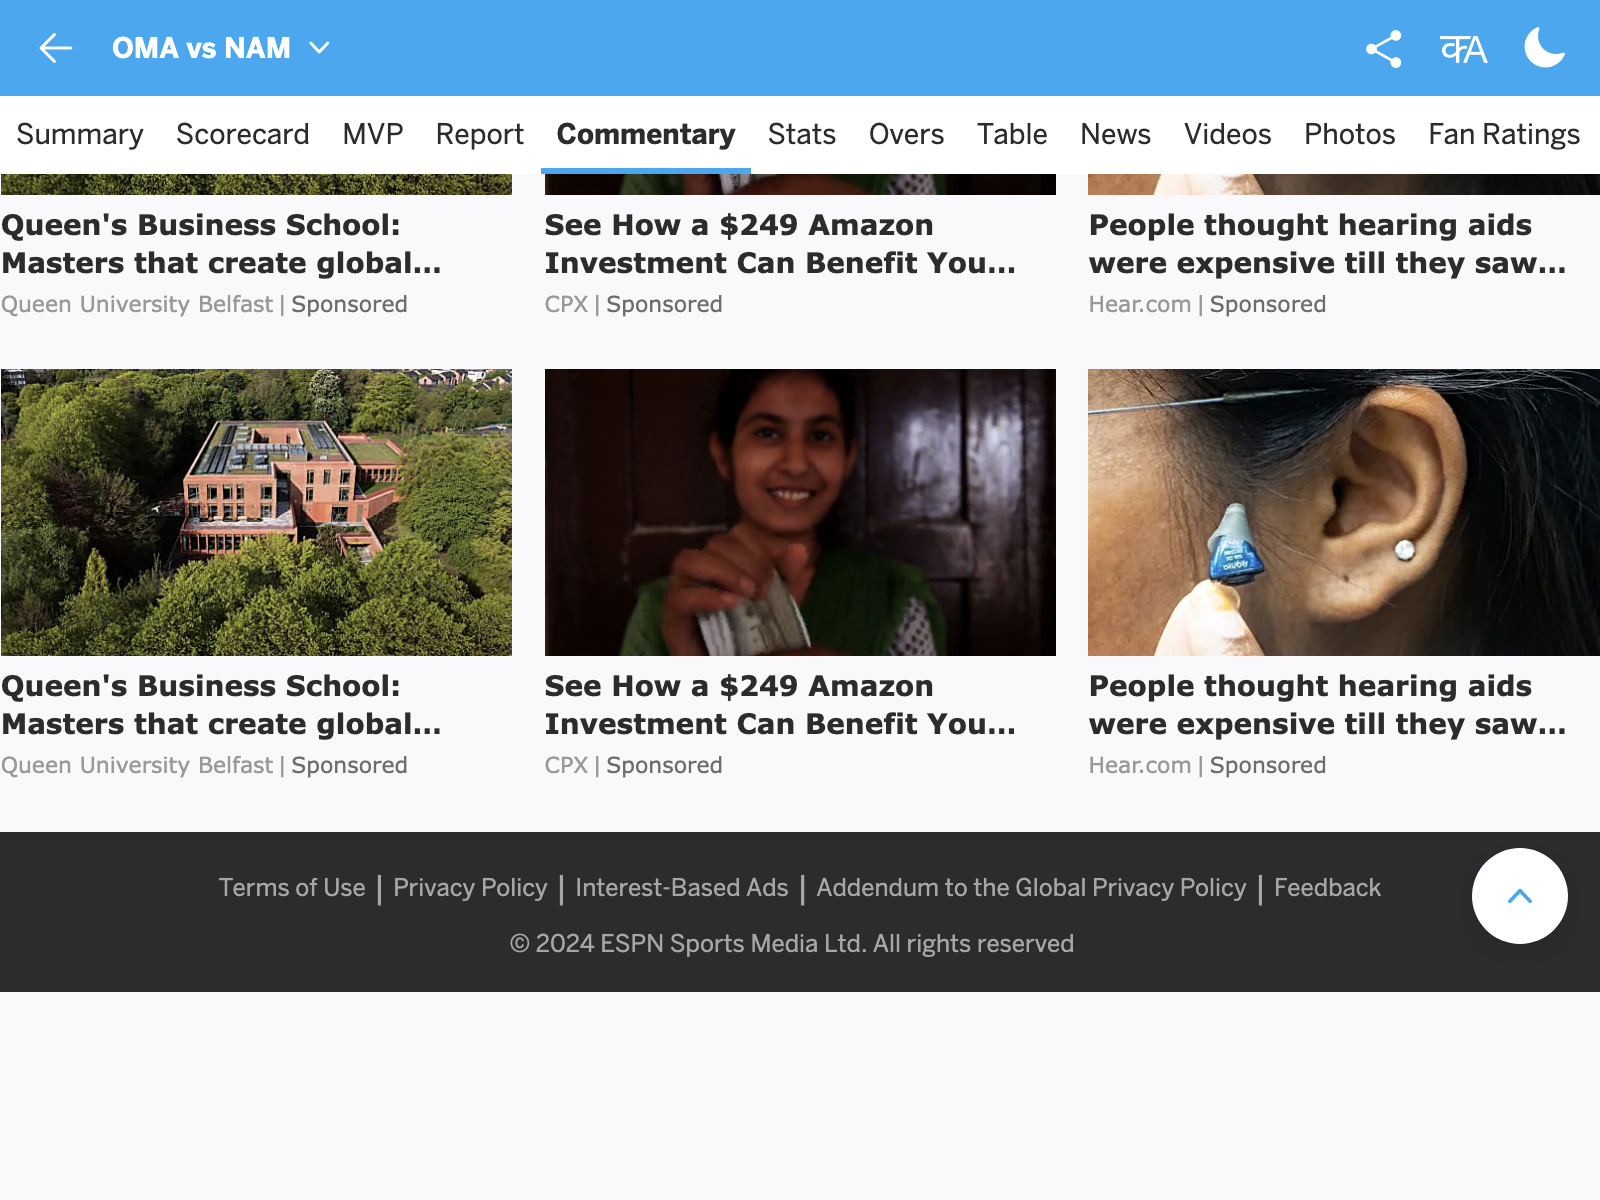 OMA vs NAM
कA
Summary Scorecard MVP Report Commentary Stats Overs Table News Videos Photos Fan Ratings
Queen's Business School:
Masters that create global...
Queen University Belfast | Sponsored
See How a $249 Amazon
Investment Can Benefit You...
CPX | Sponsored
People thought hearing aids
were expensive till they saw...
Hear.com | Sponsored
Queen's Business School:
Masters that create global...
Queen University Belfast | Sponsored
See How a $249 Amazon
Investment Can Benefit You...
CPX | Sponsored
People thought hearing aids
were expensive till they saw...
Hear.com | Sponsored
Terms of Use | Privacy Policy | Interest-Based Ads | Addendum to the Global Privacy Policy | Feedback
© 2024 ESPN Sports Media Ltd. All rights reserved